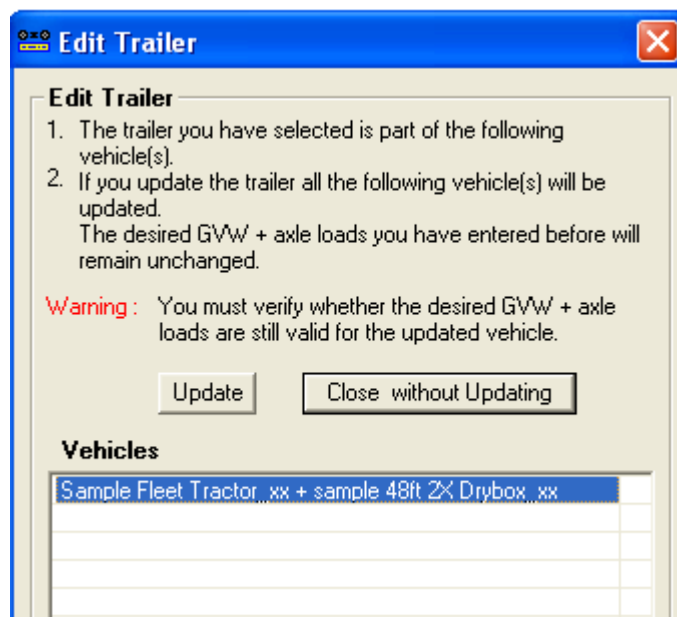 Edit Trailer
Edit Trailer
1. The trailer you have selected is part of the following
vehicle(s).
2. If you update the trailer all the following vehicle(s) will be
updated.
The desired GVW + axle loads you have entered before will
remain unchanged.
Warning : You must verify whether the desired GVW + axle
loads are still valid for the updated vehicle.
Update Close without Updating
Vehicles
Sample Fleet Tractor_xx + sample 48ft 2X Drybox_xx